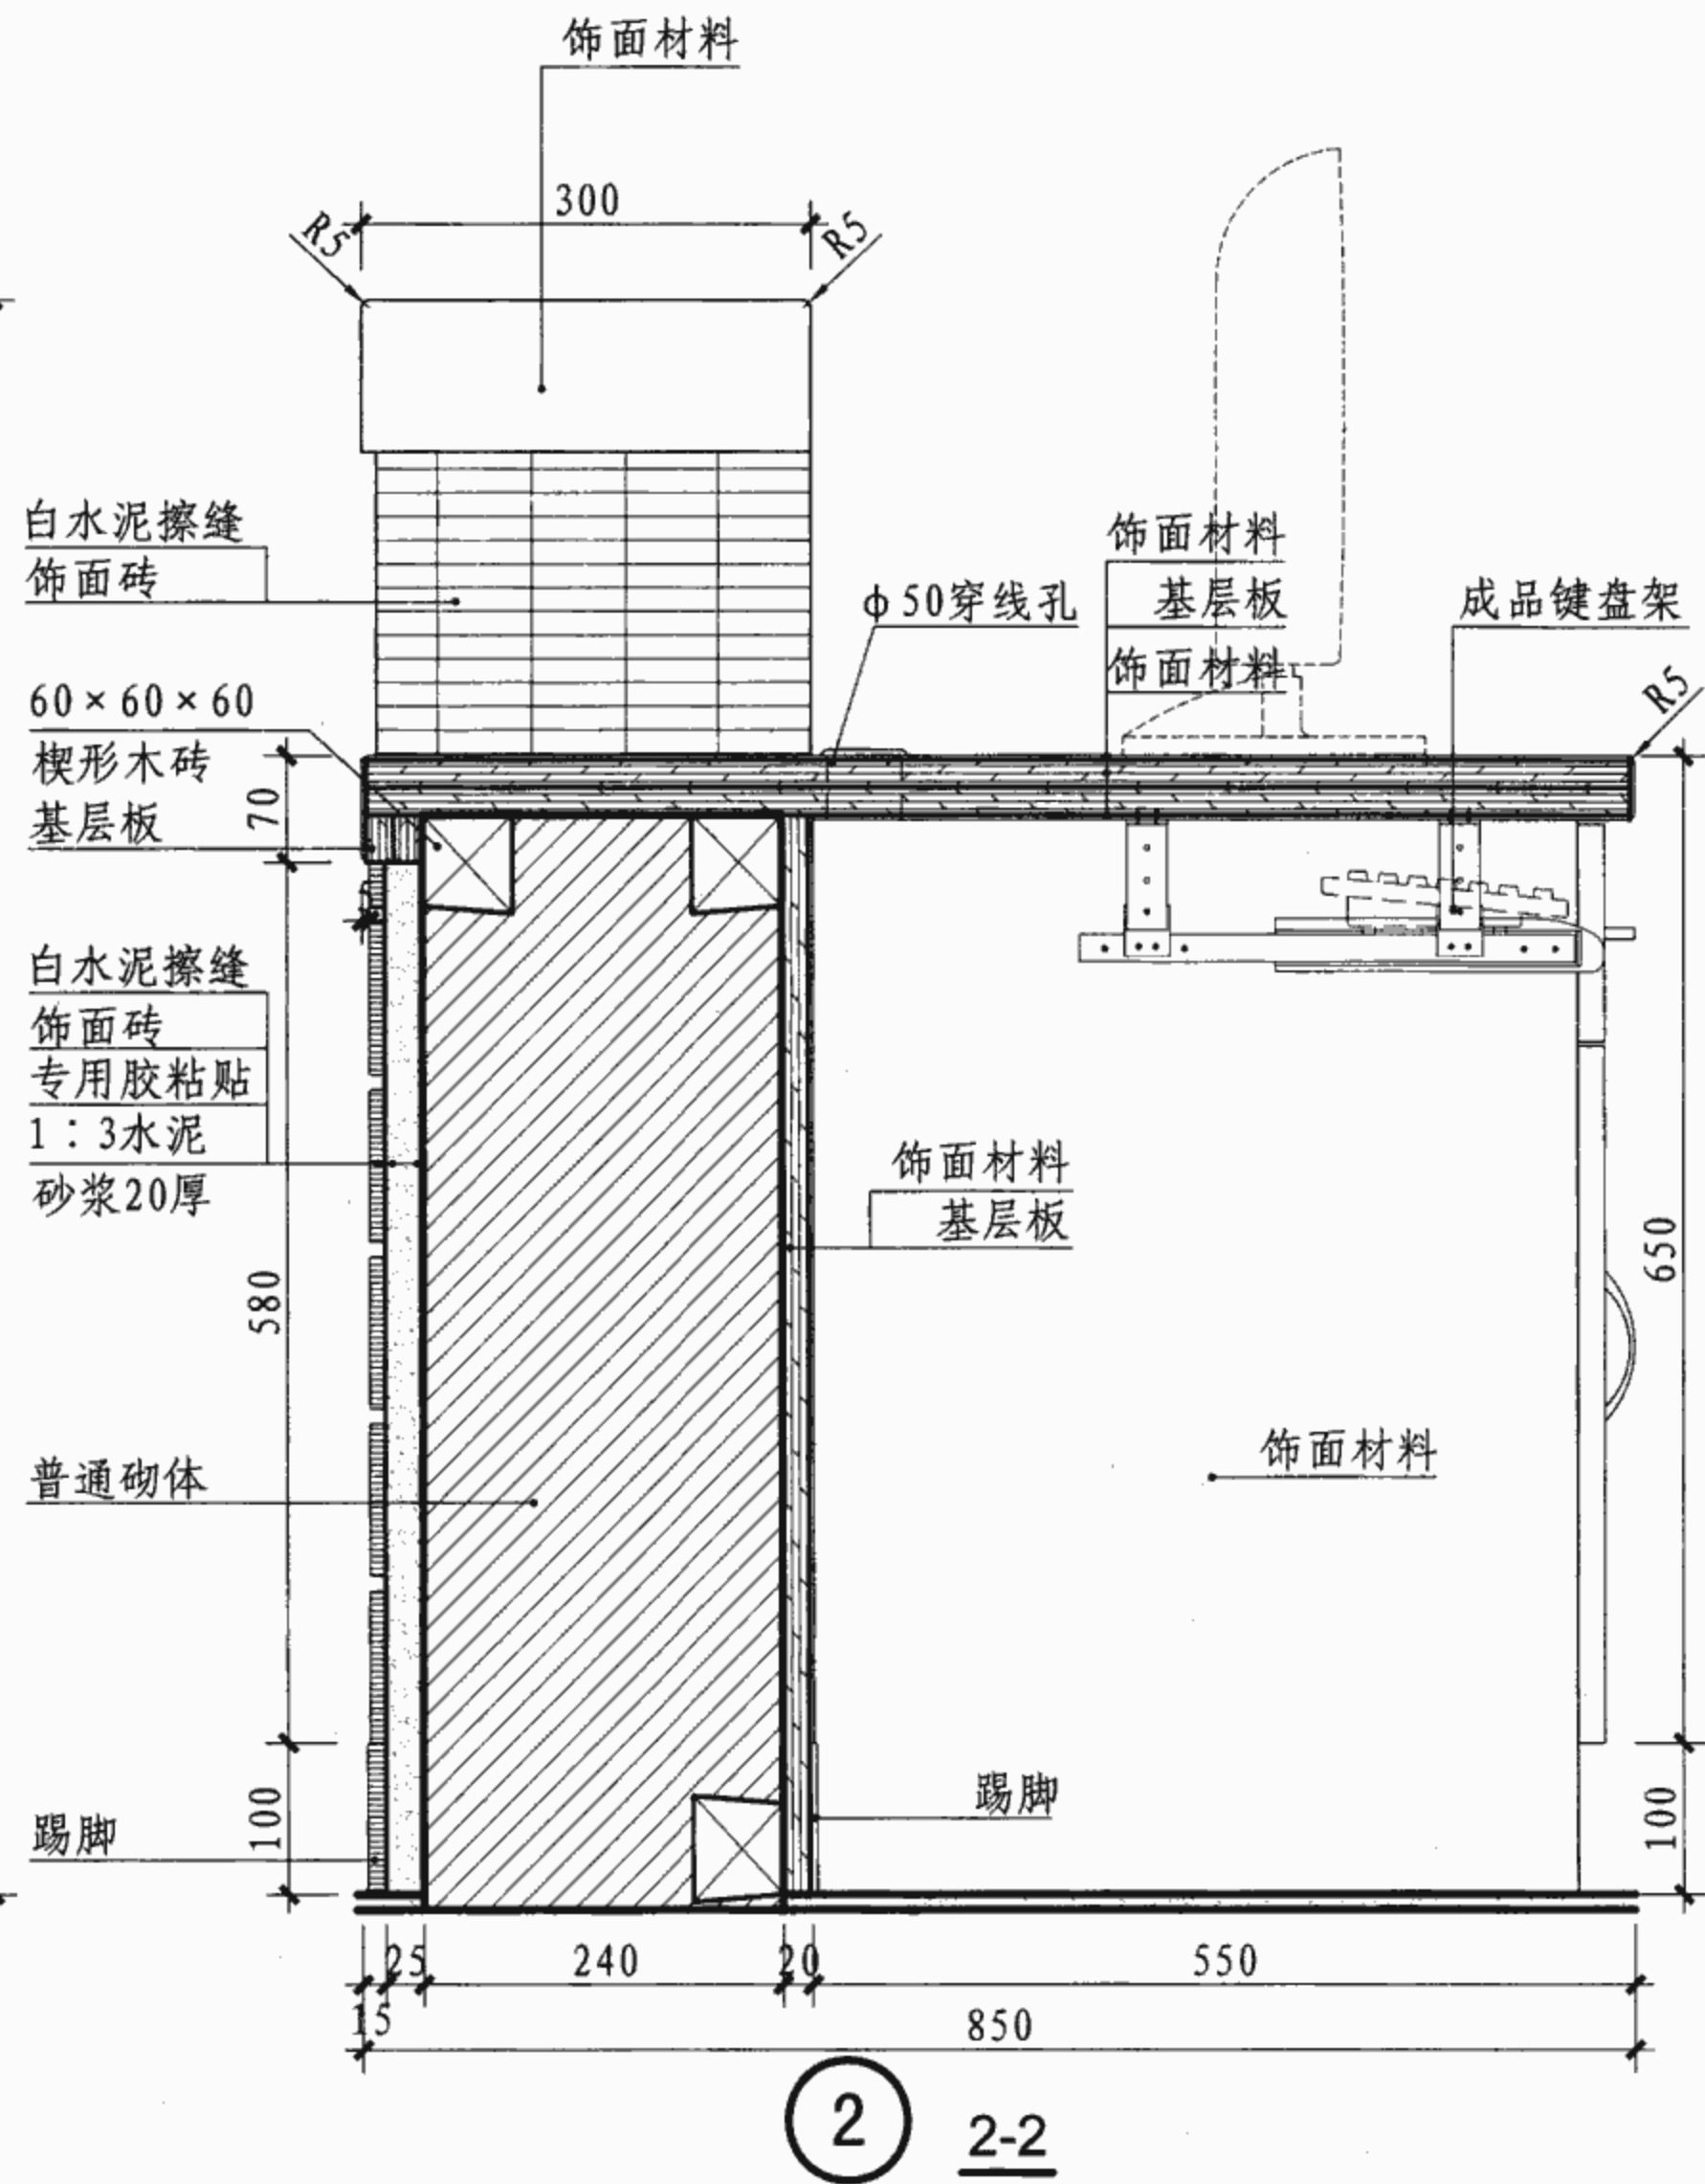 饰面材料
300
R5
R5
白水泥擦缝
饰面砖
饰面材料
基层板
饰面材料
ф50穿线孔
成品键盘架
R5
60×60×60
楔形木砖
基层板
70
5
白水泥擦缝
饰面砖
专用胶粘贴
1：3水泥
砂浆20厚
饰面材料
基层板
650
580
饰面材料
普通砌体
踢脚
100
踢脚
100
25
240
20
550
15
850
2
2-2